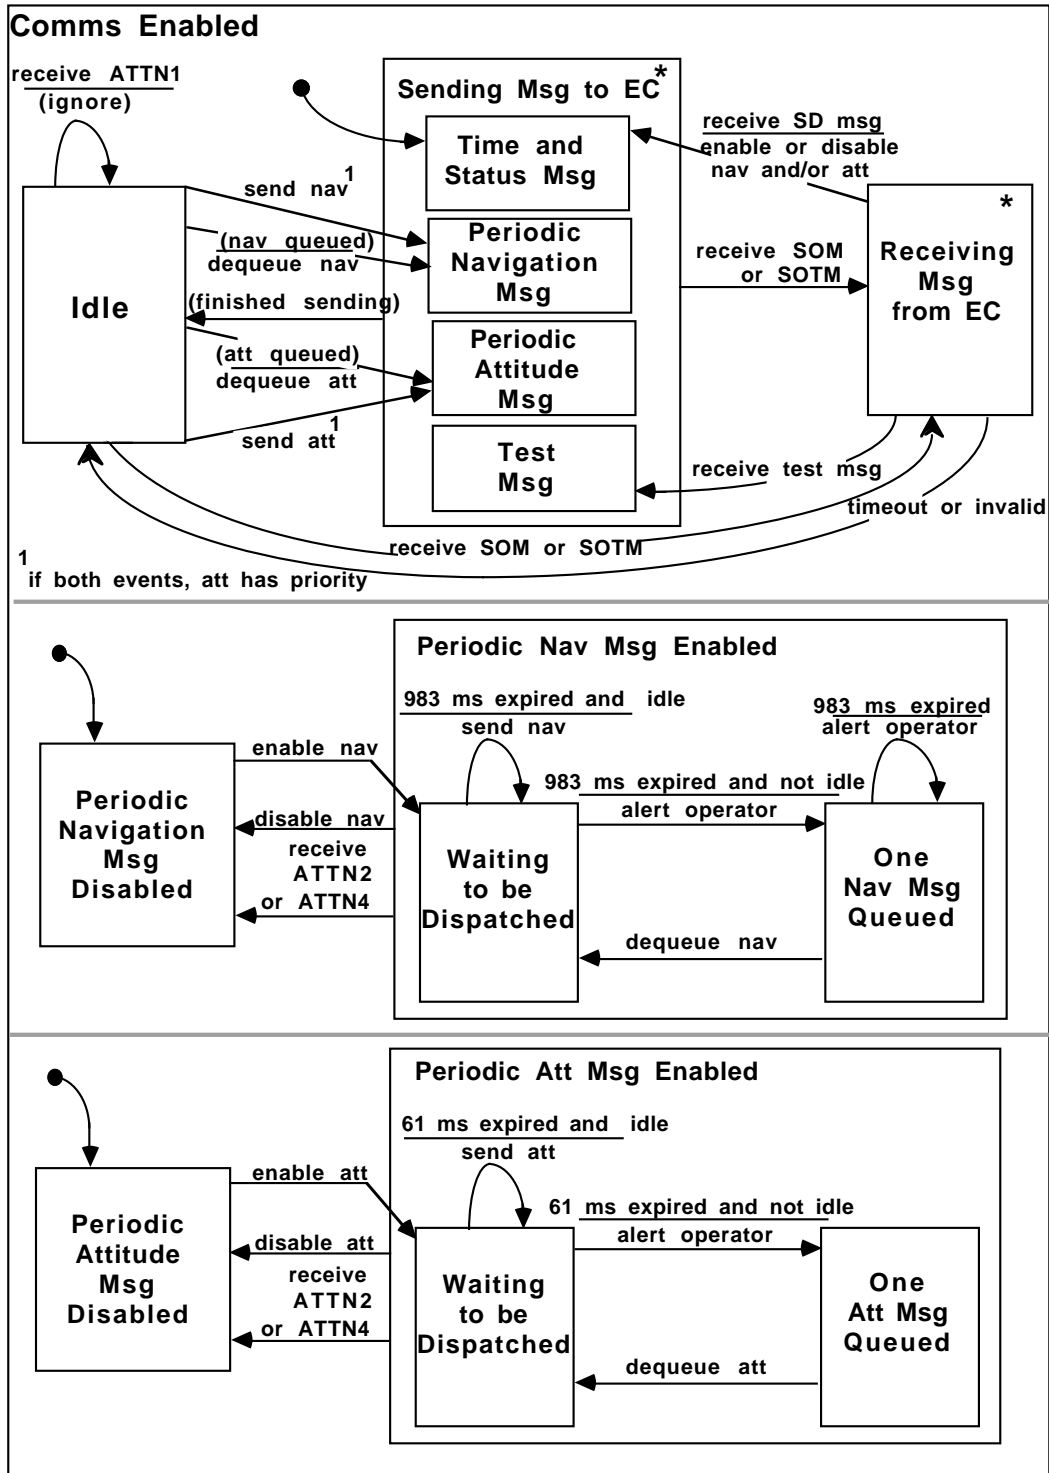 Comms Enabled
receive ATTN1
(ignore)
Sending Msg to EC*
Time and
Status Msg
receive SD msg
enable or disable
nav and/or att
send nav1
(nav queued)
dequeue nav
Periodic
Navigation
Msg
receive SOM
or SOTM
*
Receiving
Msg
from EC
Idle
(finished sending)
(att queued)
dequeue att
Periodic
Attitude
Msg
send att1
Test
Msg
receive test msg
timeout or invalid
receive SOM or SOTM
1
if both events, att has priority
Periodic Nav Msg Enabled
983 ms expired and idle
send nav
983 ms expired
alert operator
enable nav
983 ms expired and not idle
alert operator
Periodic
Navigation
Msg
Disabled
disable nav
receive
ATTN2
or ATTN4
Waiting
to be
Dispatched
One
Nav Msg
Queued
dequeue nav
Periodic Att Msg Enabled
61 ms expired and idle
send att
enable att
61 ms expired and not idle
alert operator
Periodic
Attitude
Msg
Disabled
disable att
receive
ATTN2
or ATTN4
Waiting
to be
Dispatched
One
Att Msg
Queued
dequeue att